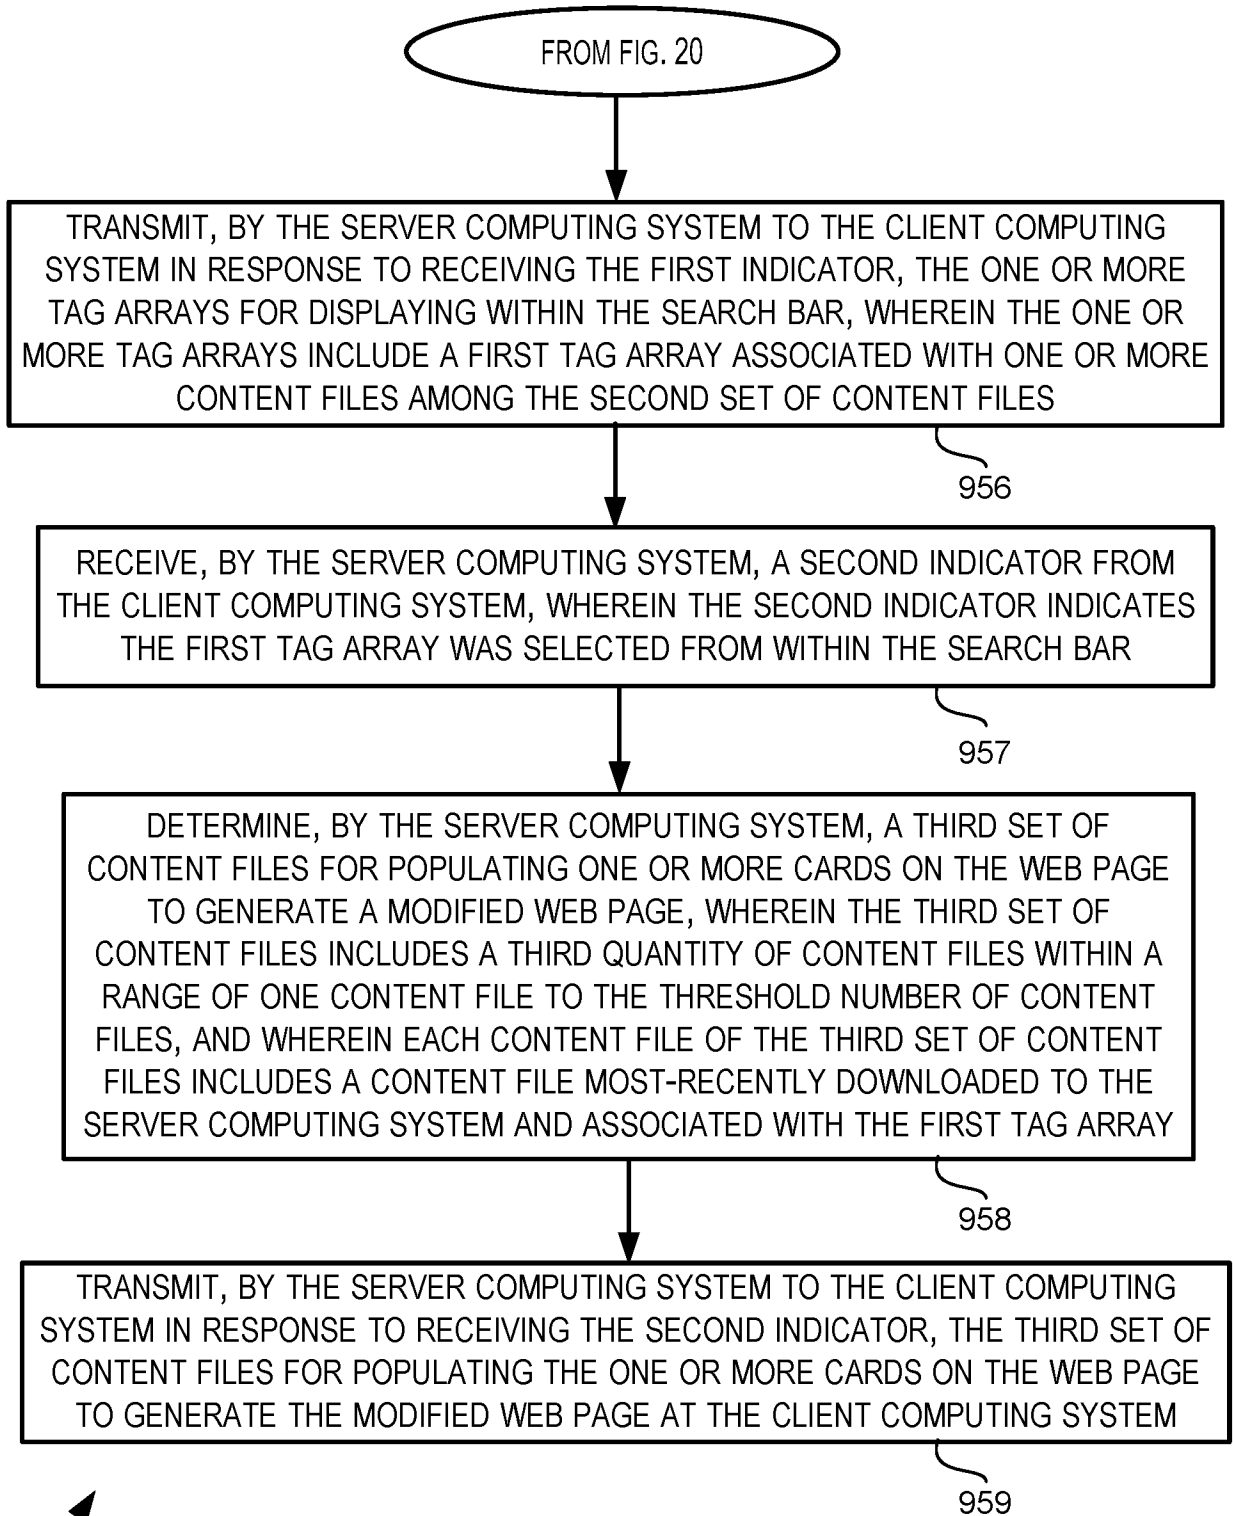 FROM FIG. 20
TRANSMIT, BY THE SERVER COMPUTING SYSTEM TO THE CLIENT COMPUTING
SYSTEM IN RESPONSE TO RECEIVING THE FIRST INDICATOR, THE ONE OR MORE
TAG ARRAYS FOR DISPLAYING WITHIN THE SEARCH BAR, WHEREIN THE ONE OR
MORE TAG ARRAYS INCLUDE A FIRST TAG ARRAY ASSOCIATED WITH ONE OR MORE
CONTENT FILES AMONG THE SECOND SET OF CONTENT FILES
956
RECEIVE, BY THE SERVER COMPUTING SYSTEM, A SECOND INDICATOR FROM
THE CLIENT COMPUTING SYSTEM, WHEREIN THE SECOND INDICATOR INDICATES
THE FIRST TAG ARRAY WAS SELECTED FROM WITHIN THE SEARCH BAR
957
DETERMINE, BY THE SERVER COMPUTING SYSTEM, A THIRD SET OF
CONTENT FILES FOR POPULATING ONE OR MORE CARDS ON THE WEB PAGE
TO GENERATE A MODIFIED WEB PAGE, WHEREIN THE THIRD SET OF
CONTENT FILES INCLUDES A THIRD QUANTITY OF CONTENT FILES WITHIN A
RANGE OF ONE CONTENT FILE TO THE THRESHOLD NUMBER OF CONTENT
FILES, AND WHEREIN EACH CONTENT FILE OF THE THIRD SET OF CONTENT
FILES INCLUDES A CONTENT FILE MOST-RECENTLY DOWNLOADED TO THE
SERVER COMPUTING SYSTEM AND ASSOCIATED WITH THE FIRST TAG ARRAY
958
TRANSMIT, BY THE SERVER COMPUTING SYSTEM TO THE CLIENT COMPUTING
SYSTEM IN RESPONSE TO RECEIVING THE SECOND INDICATOR, THE THIRD SET OF
CONTENT FILES FOR POPULATING THE ONE OR MORE CARDS ON THE WEB PAGE
TO GENERATE THE MODIFIED WEB PAGE AT THE CLIENT COMPUTING SYSTEM
959